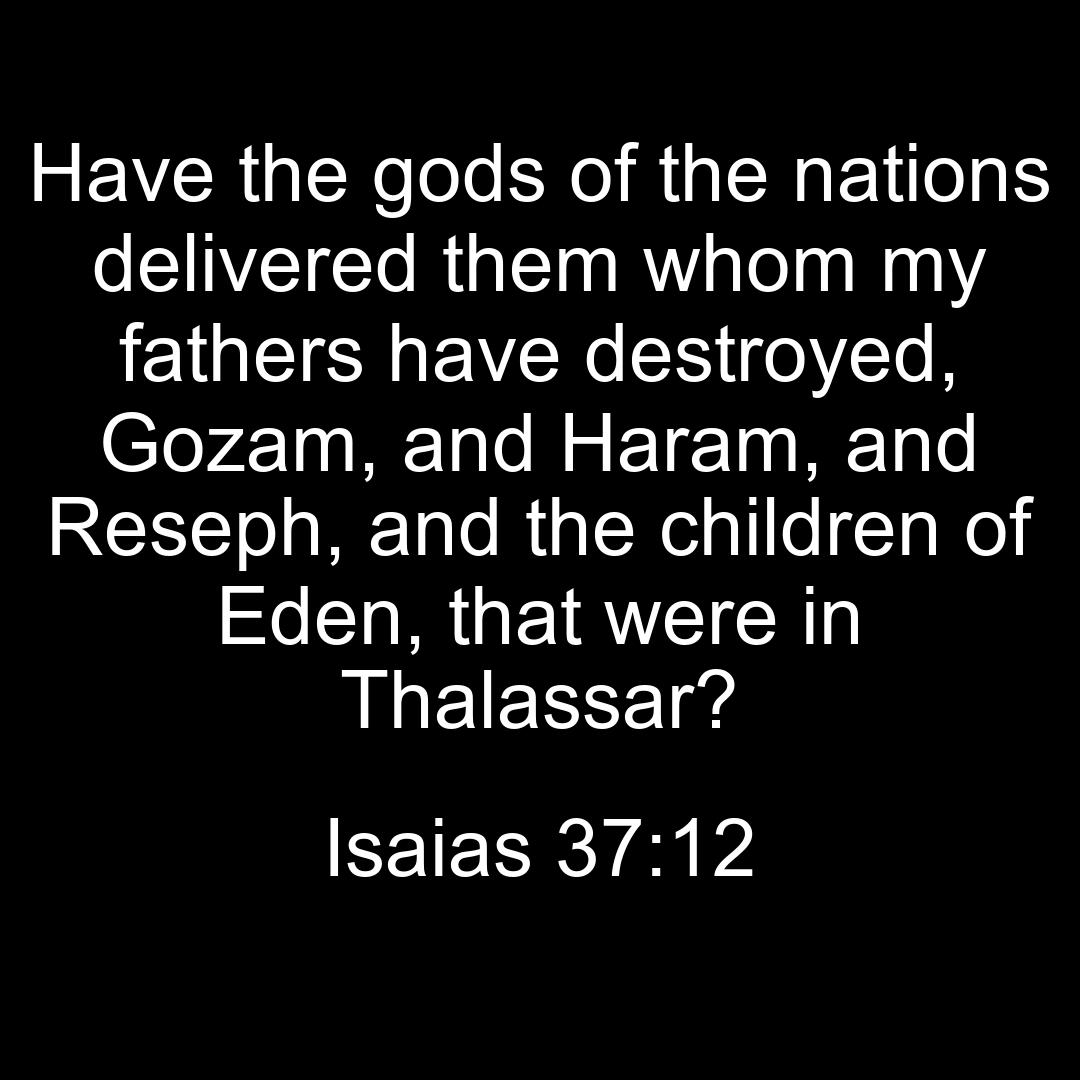 Have the gods of the nations
delivered them whom my
fathers have destroyed,
Gozam, and Haram, and
Reseph, and the children of
Eden, that were in
Thalassar?
Isaias 37:12